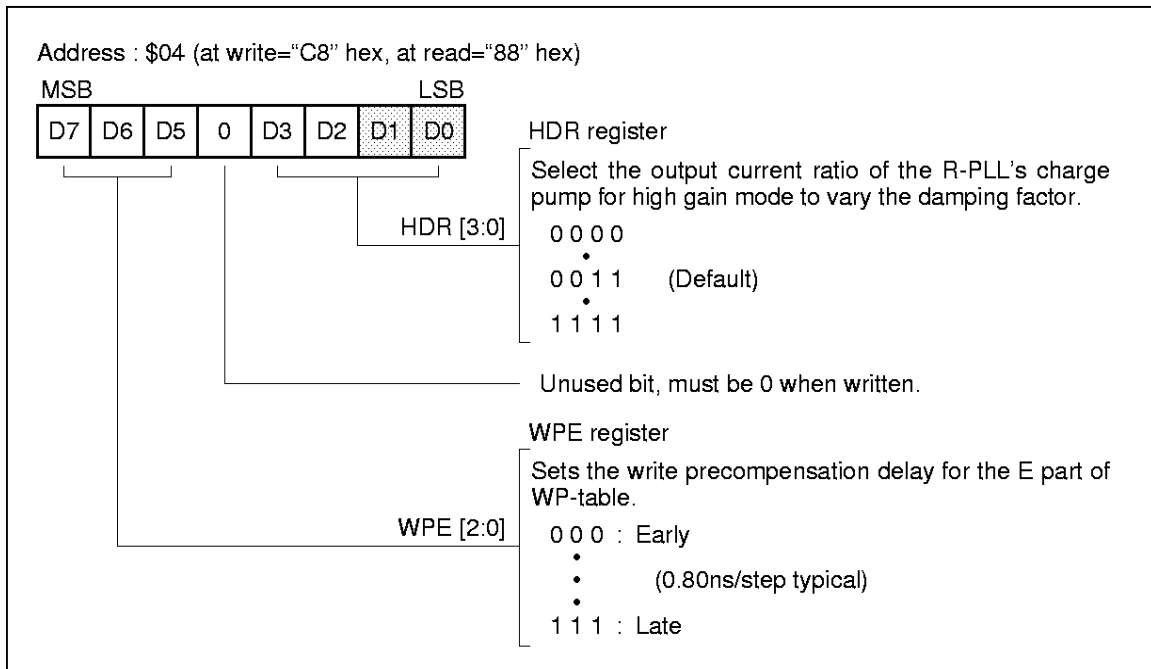 Address : $04 (at write=“C8” hex, at read=“88” hex)
MSB LSB
D7 D6 D5 0 D3 D2 D1 D0
HDR register
Select the output current ratio of the R-PLL’s charge
pump for high gain mode to vary the damping factor.
HDR [3:0]
0 0 0 0
•
0 0 1 1 (Default)
•
1 1 1 1
Unused bit, must be 0 when written.
WPE register
Sets the write precompensation delay for the E part of
WP-table.
WPE [2:0]
0 0 0 : Early
•
• (0.80ns/step typical)
•
1 1 1 : Late